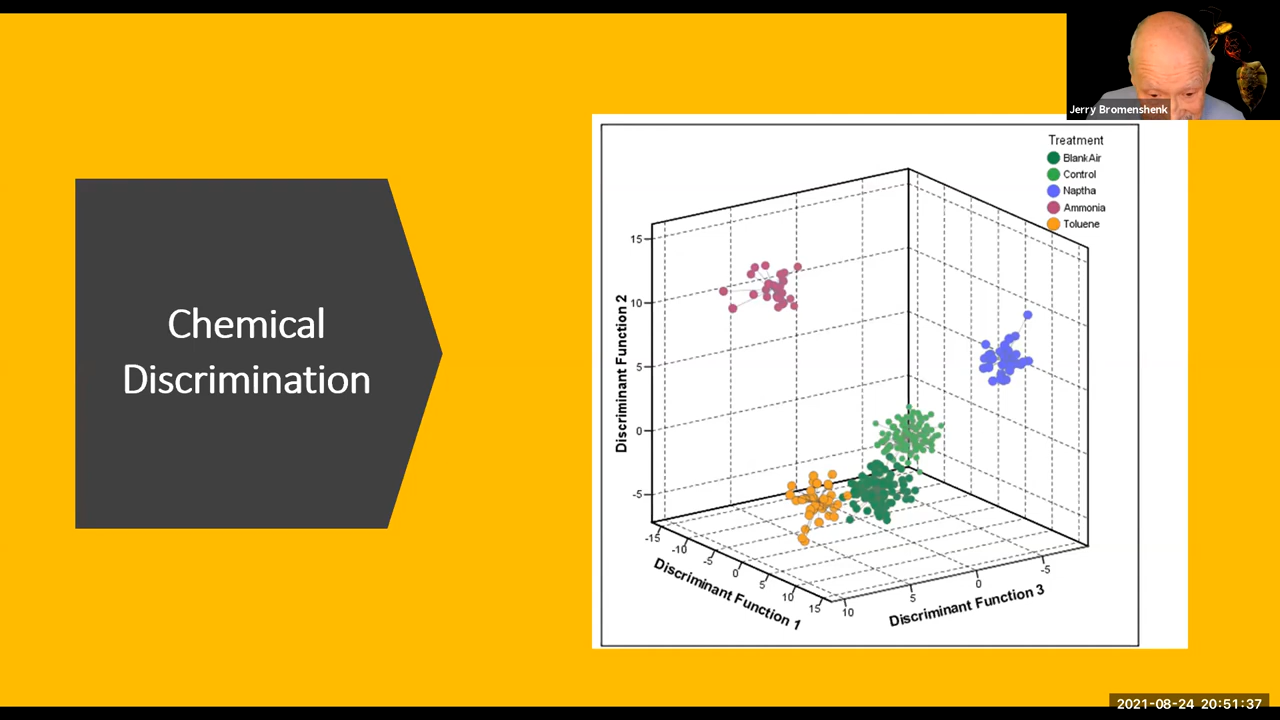 Jerry Bromenshk
Chemical
Discrimination
Treatment
BlankAir
Control
Naptha
Ammonia
Toluene
Discriminant Function 2
15
10
5
0
-5
-15
-10
-5
0
5
10
15
Discriminant Function 1
10
5
0
-5
Discriminant Function 3
2021-08-24 20:51:37